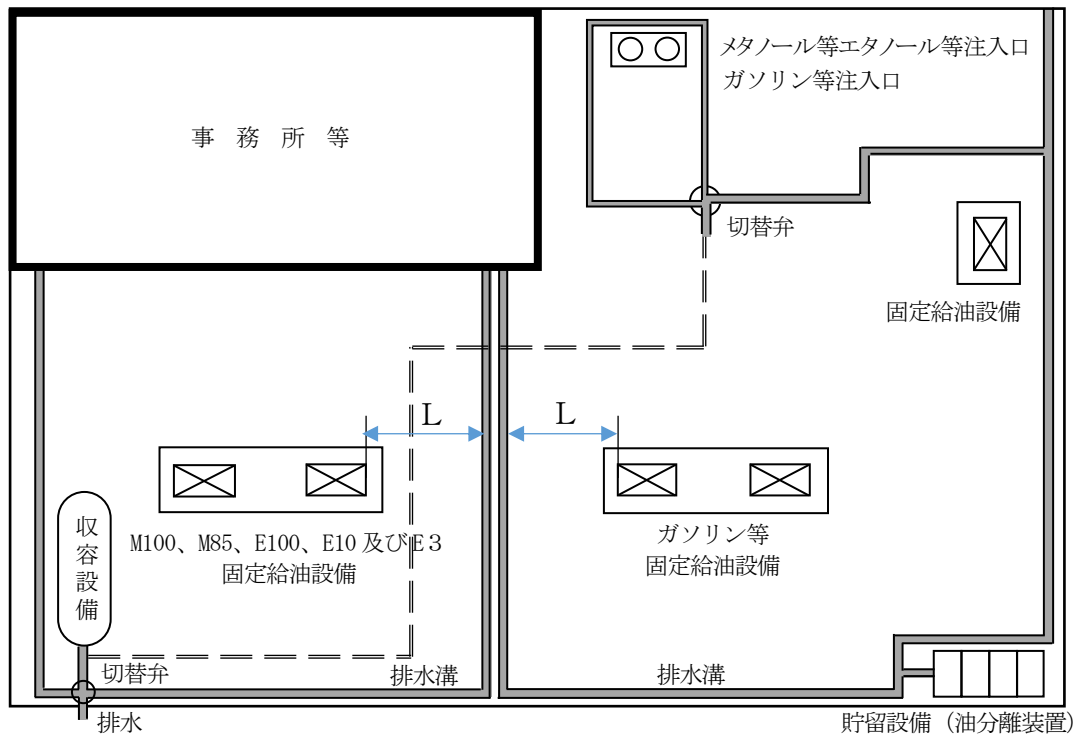 メタノール等エタノール等注入口
ガソリン等注入口
事　務　所　等
切替弁
固定給油設備
L
L
M100、M85、E100、E10 及びE3
固定給油設備
ガソリン等
固定給油設備
収容設備
切替弁
排水溝
排水溝
排水
貯留設備（油分離装置）